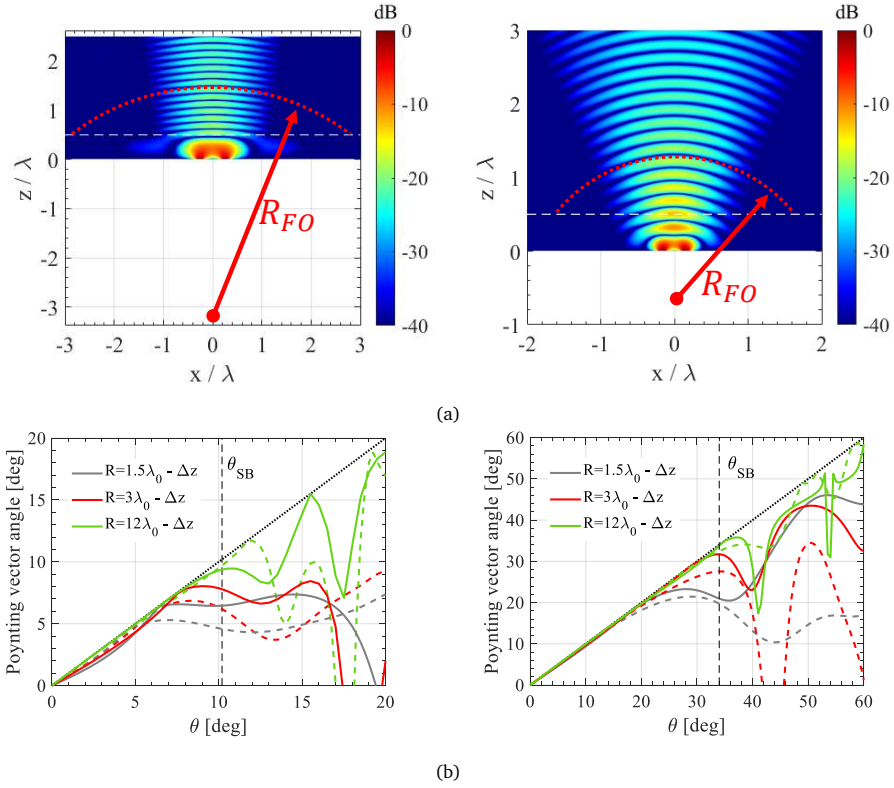 dB
0
-10
-20
-30
-40
2
1
0
-1
-2
-3
z / λ
R_FO
-3 -2 -1 0 1 2 3
x / λ
dB
0
-10
-20
-30
-40
3
2
1
0
-1
z / λ
R_FO
-2 -1 0 1 2
x / λ
(a)
20
15
10
5
0
Poynting vector angle [deg]
R=1.5λ₀ - Δz
R=3λ₀ - Δz
R=12λ₀ - Δz
θ_SB
0 5 10 15 20
θ [deg]
60
50
40
30
20
10
0
Poynting vector angle [deg]
R=1.5λ₀ - Δz
R=3λ₀ - Δz
R=12λ₀ - Δz
θ_SB
0 10 20 30 40 50 60
θ [deg]
(b)